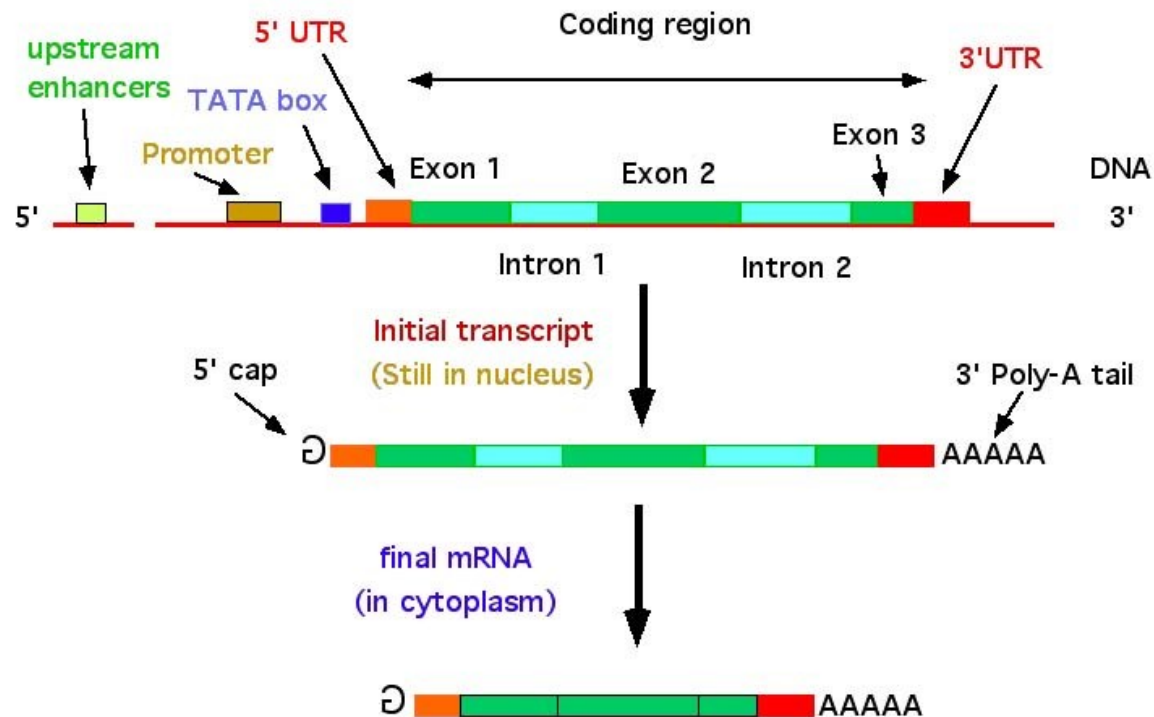 5' UTR
Coding region
upstream
enhancers
3'UTR
TATA box
Promoter
Exon 1
Exon 2
Exon 3
DNA
5'
3'
Intron 1
Intron 2
Initial transcript
(Still in nucleus)
5' cap
3' Poly-A tail
G
AAAAA
final mRNA
(in cytoplasm)
G
AAAAA